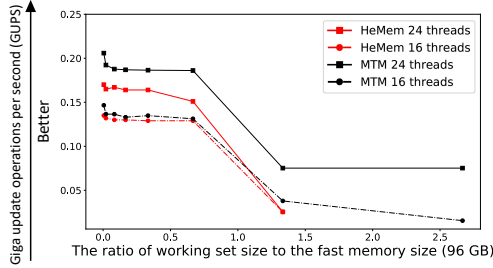 Giga update operations per second (GUPS)
Better
0.25
0.20
0.15
0.10
0.05
HeMem 24 threads
HeMem 16 threads
MTM 24 threads
MTM 16 threads
0.0 0.5 1.0 1.5 2.0 2.5
The ratio of working set size to the fast memory size (96 GB)